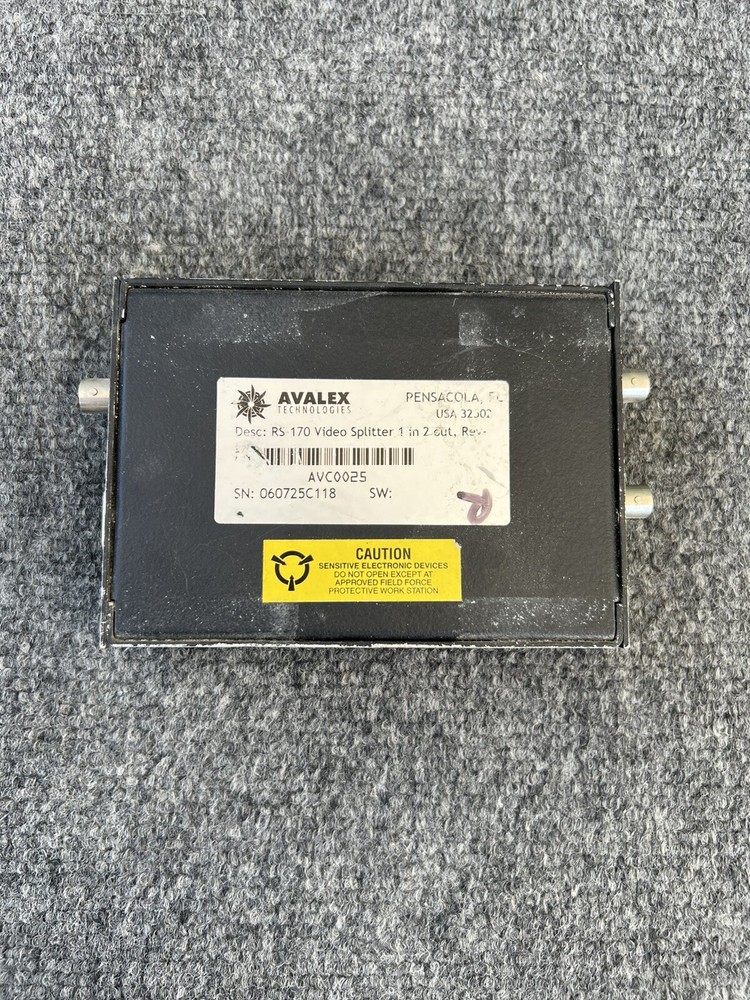 AVALEX
TECHNOLOGIES
PENSACOLA, FL
USA 32502
Desc: RS-170 Video Splitter 1 in 2 out, Rev-
AVC0025
SN: 060725C118 SW:
CAUTION
SENSITIVE ELECTRONIC DEVICES
DO NOT OPEN EXCEPT AT
APPROVED FIELD FORCE
PROTECTIVE WORK STATION